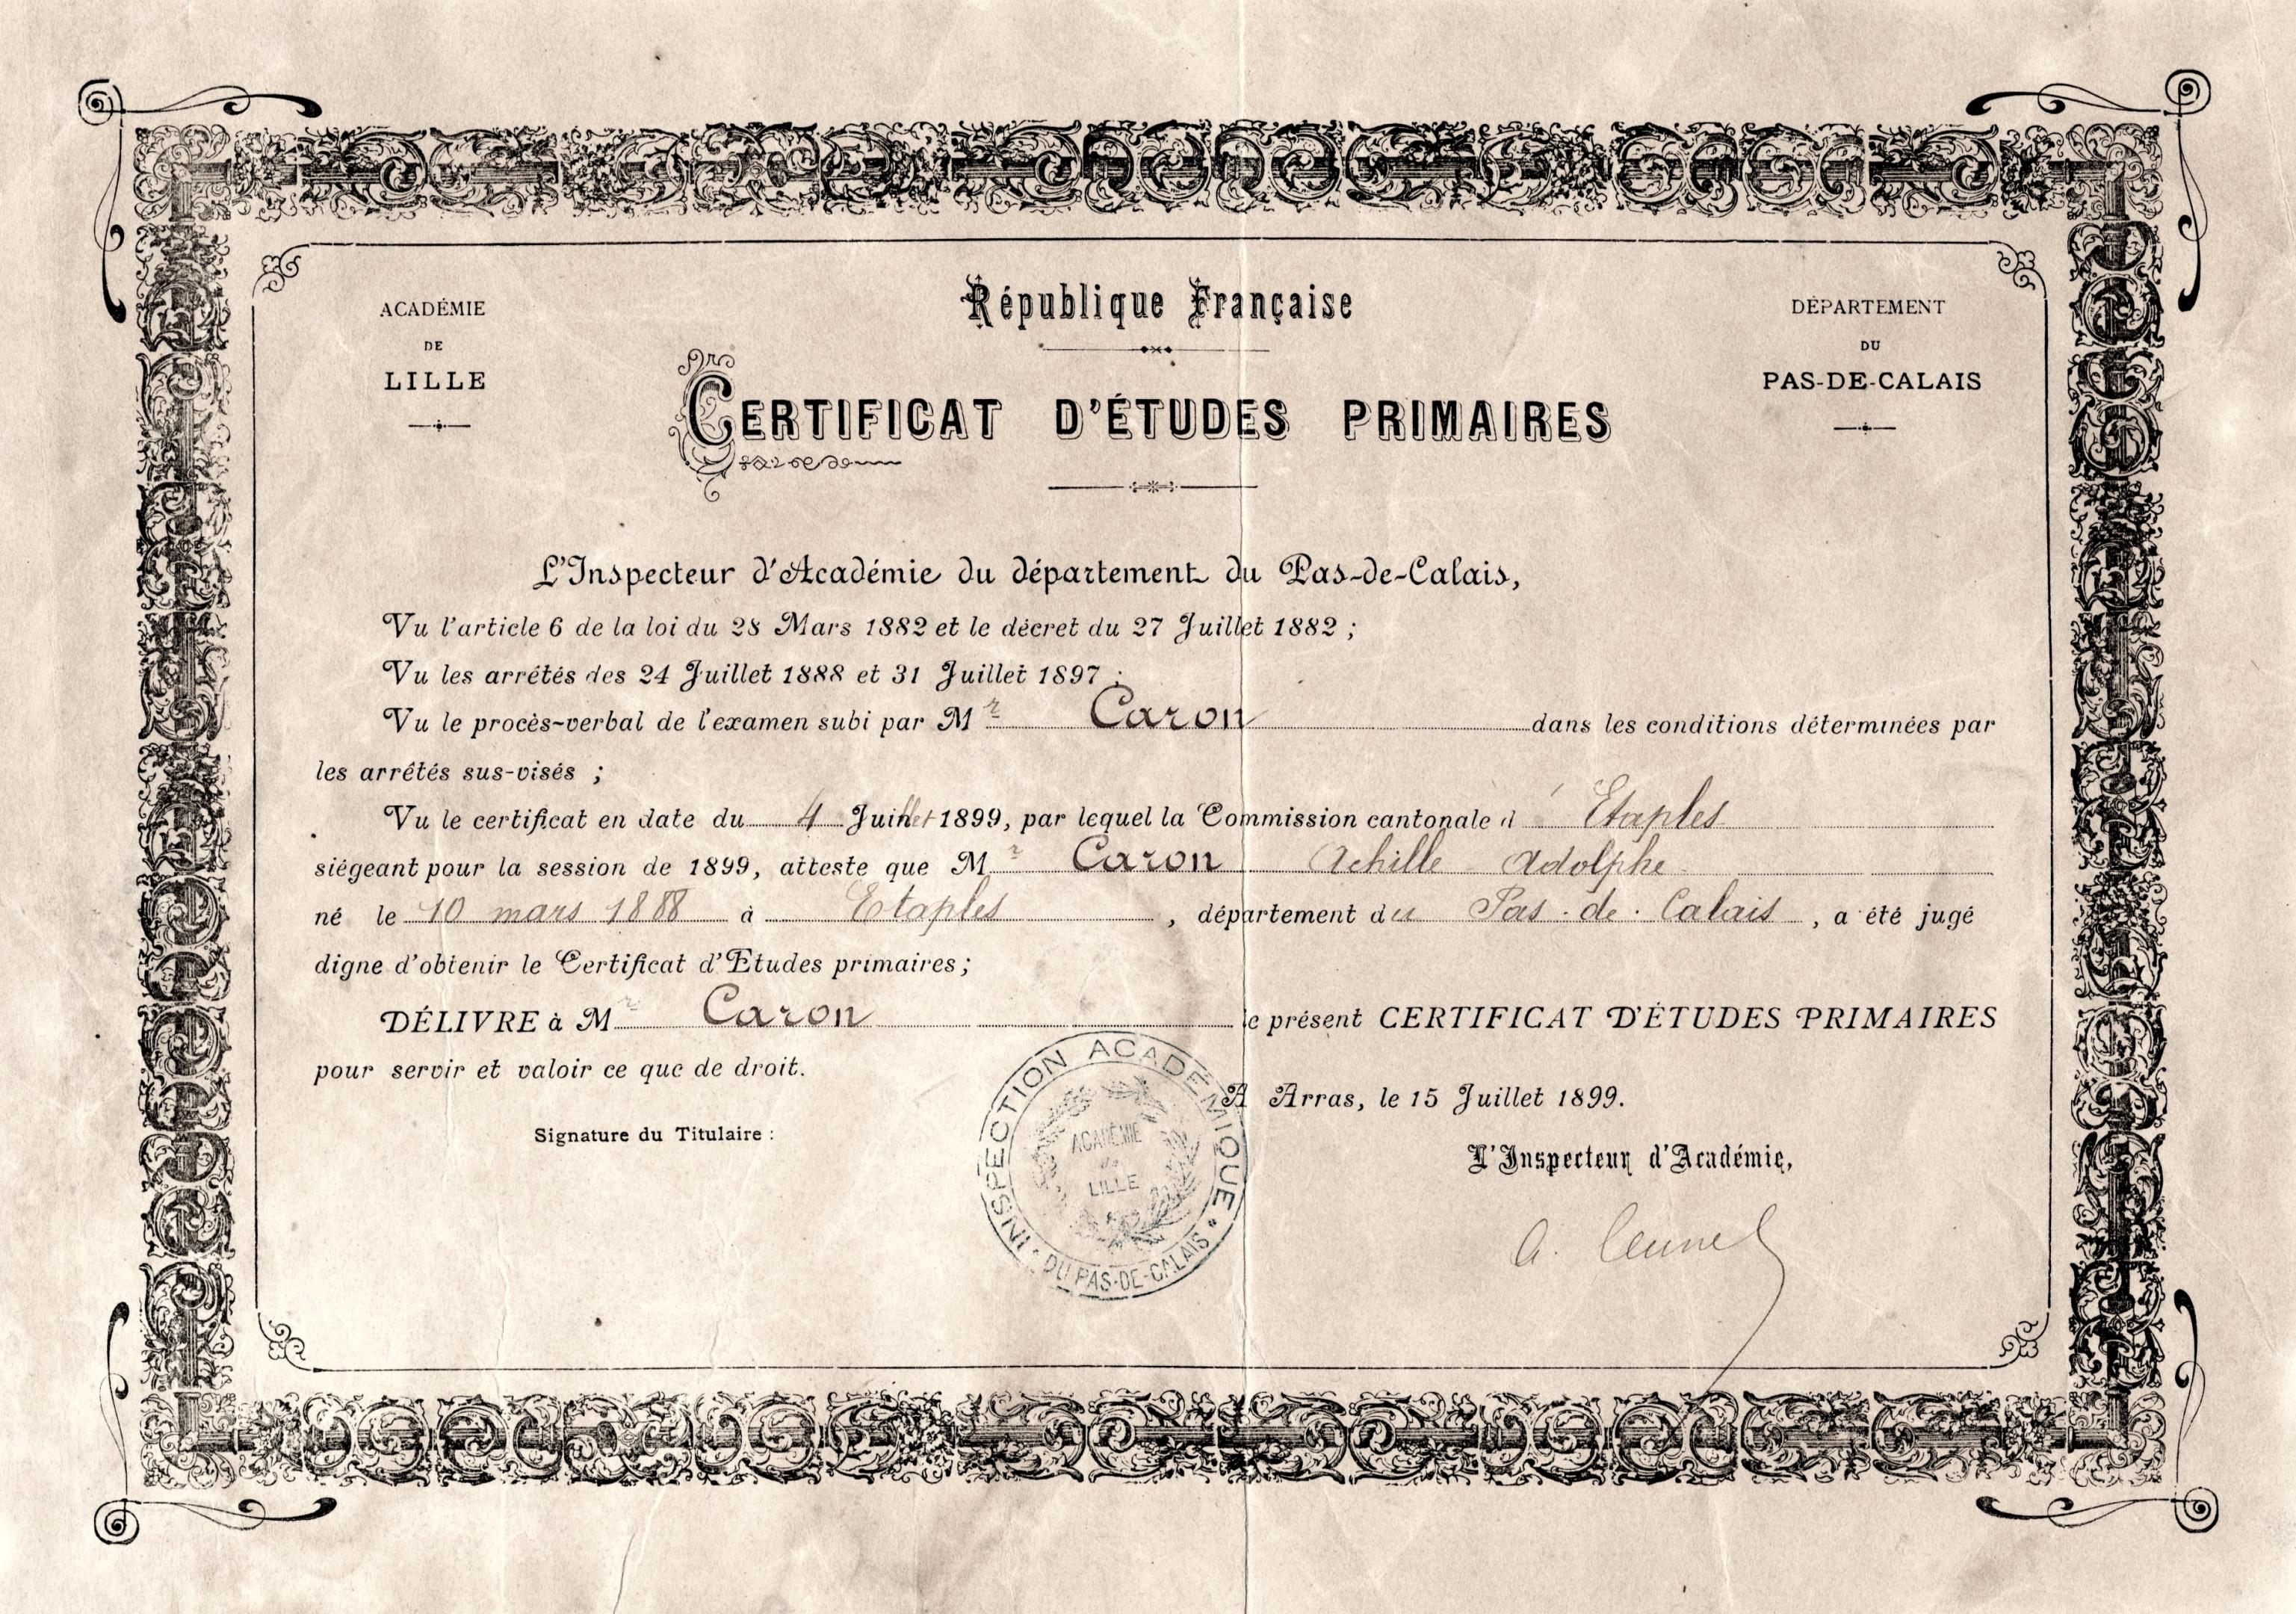 ACADÉMIE
DE
LILLE
République Française
DÉPARTEMENT
DU
PAS-DE-CALAIS
CERTIFICAT D'ÉTUDES PRIMAIRES
L'Inspecteur d'Académie du département du Pas-de-Calais,
Vu l'article 6 de la loi du 28 Mars 1882 et le décret du 27 Juillet 1882 ;
Vu les arrêtés des 24 Juillet 1888 et 31 Juillet 1897 ;
Vu le procès-verbal de l'examen subi par Mr Caron dans les conditions déterminées par
les arrêtés sus-visés ;
Vu le certificat en date du 4 Juillet 1899, par lequel la Commission cantonale d' Etaples
siégeant pour la session de 1899, atteste que Mr Caron Achille Adolphe
né le 10 mars 1888 à Etaples, département du Pas-de-Calais, a été jugé
digne d'obtenir le Certificat d'Etudes primaires;
DÉLIVRE à Mr Caron le présent CERTIFICAT D'ÉTUDES PRIMAIRES
pour servir et valoir ce que de droit.
A Arras, le 15 Juillet 1899.
Signature du Titulaire :
L'Inspecteur d'Académie,
INSPECTION ACADÉMIQUE
ACADÉMIE
de
LILLE
DU PAS-DE-CALAIS